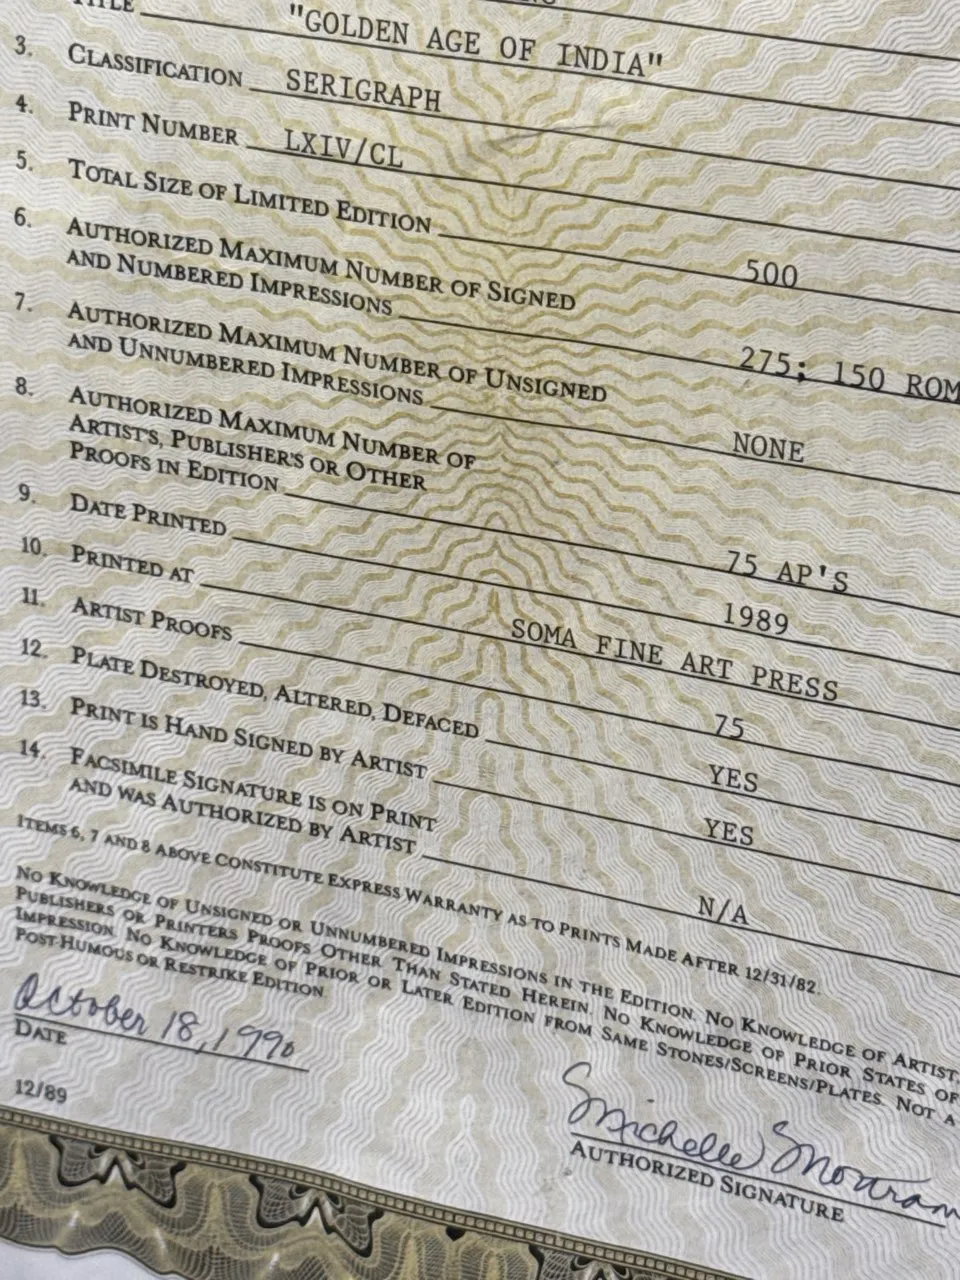 TITLE "GOLDEN AGE OF INDIA"
3. CLASSIFICATION SERIGRAPH
4. PRINT NUMBER LXIV/CL
5. TOTAL SIZE OF LIMITED EDITION 500
6. AUTHORIZED MAXIMUM NUMBER OF SIGNED
AND NUMBERED IMPRESSIONS 275; 150 ROM
7. AUTHORIZED MAXIMUM NUMBER OF UNSIGNED
AND UNNUMBERED IMPRESSIONS NONE
8. AUTHORIZED MAXIMUM NUMBER OF
ARTIST'S, PUBLISHER'S OR OTHER
PROOFS IN EDITION 75 AP'S
9. DATE PRINTED 1989
10. PRINTED AT SOMA FINE ART PRESS
11. ARTIST PROOFS 75
12. PLATE DESTROYED, ALTERED, DEFACED YES
13. PRINT IS HAND SIGNED BY ARTIST YES
14. FACSIMILE SIGNATURE IS ON PRINT
AND WAS AUTHORIZED BY ARTIST N/A
ITEMS 6, 7 AND 8 ABOVE CONSTITUTE EXPRESS WARRANTY AS TO PRINTS MADE AFTER 12/31/82.
NO KNOWLEDGE OF UNSIGNED OR UNNUMBERED IMPRESSIONS IN THE EDITION. NO KNOWLEDGE OF ARTIST,
PUBLISHERS OR PRINTERS PROOFS OTHER THAN STATED HEREIN. NO KNOWLEDGE OF PRIOR STATES OF
IMPRESSION. NO KNOWLEDGE OF PRIOR OR LATER EDITION FROM SAME STONES/SCREENS/PLATES. NOT A
POST-HUMOUS OR RESTRIKE EDITION
October 18, 1990
DATE
Michelle
AUTHORIZED SIGNATURE
12/89